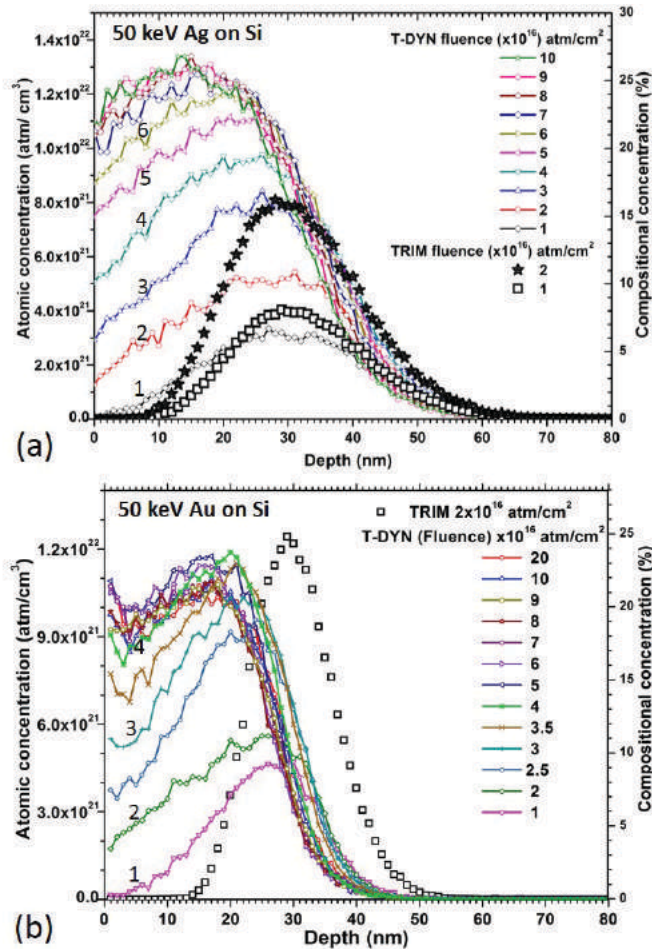 50 keV Ag on Si
T-DYN fluence (x10¹⁶) atm/cm²
10
9
8
7
6
5
4
3
2
1
TRIM fluence (x10¹⁶) atm/cm²
2
1
6
5
4
3
2
1
Atomic concentration (atm/ cm³)
1.4x10²²
1.2x10²²
1.0x10²²
8.0x10²¹
6.0x10²¹
4.0x10²¹
2.0x10²¹
0.0
Compositional concentration (%)
30
25
20
15
10
5
0
0 10 20 30 40 50 60 70 80
Depth (nm)
(a)
50 keV Au on Si
TRIM 2x10¹⁶ atm/cm²
T-DYN (Fluence) x10¹⁶ atm/cm²
20
10
9
8
7
6
5
4
3.5
3
2.5
2
1
4
3
2
1
Atomic concentration (atm/cm³)
1.2x10²²
9.0x10²¹
6.0x10²¹
3.0x10²¹
0.0
Compositional concentration (%)
25
20
15
10
5
0
0 10 20 30 40 50 60 70 80
Depth (nm)
(b)